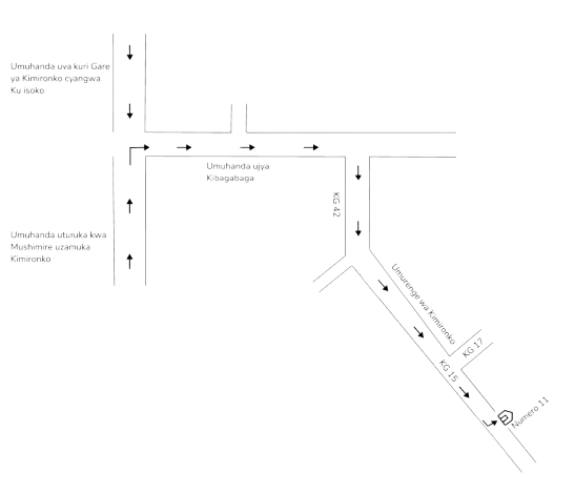 Umuhanda uva kuri Gare
ya Kimironko cyangwa
Ku isoko
Umuhanda ujya
Kibagabaga
KG 42
Umuhanda uturuka kwa
Mushimire uzamuka
Kimironko
Umurenge wa Kimironko
KG 17
KG 15
Numero 11